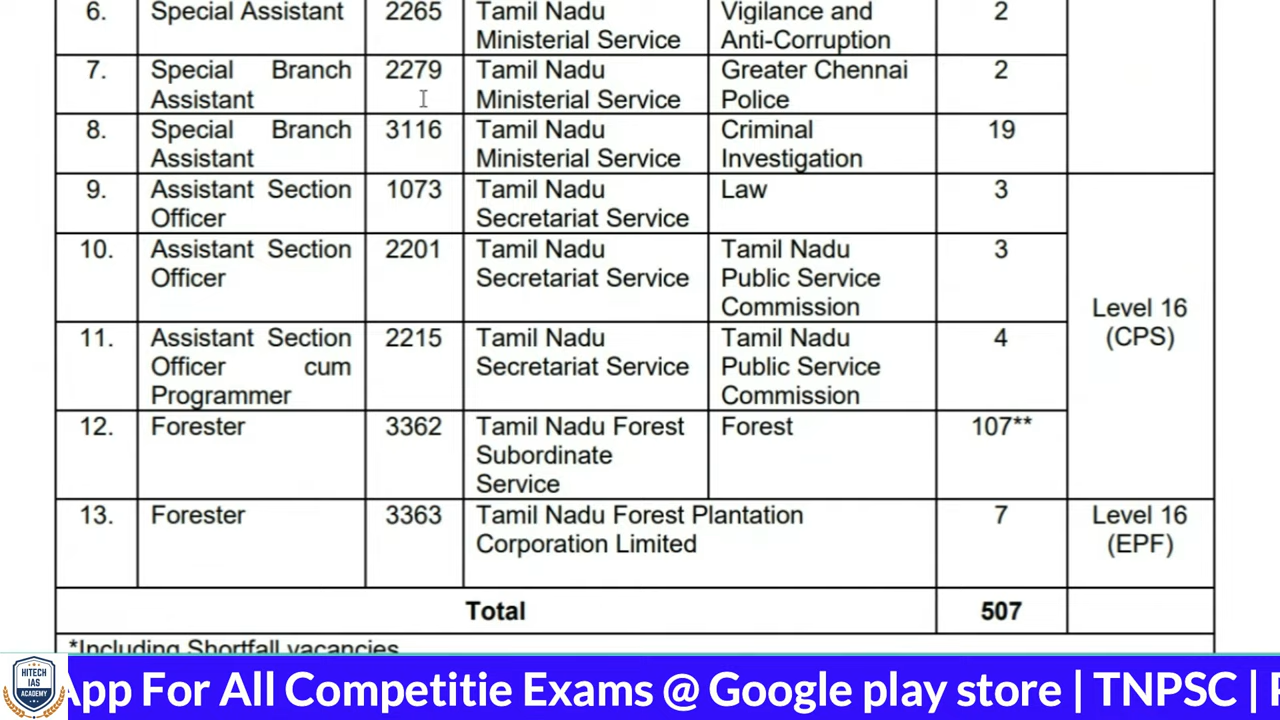 6. Special Assistant 2265 Tamil Nadu Vigilance and 2
Ministerial Service Anti-Corruption
7. Special Branch 2279 Tamil Nadu Greater Chennai 2
Assistant Ministerial Service Police
8. Special Branch 3116 Tamil Nadu Criminal 19
Assistant Ministerial Service Investigation
9. Assistant Section 1073 Tamil Nadu Law 3
Officer Secretariat Service
10. Assistant Section 2201 Tamil Nadu Tamil Nadu 3
Officer Secretariat Service Public Service
Commission
Level 16
(CPS)
11. Assistant Section 2215 Tamil Nadu Tamil Nadu 4
Officer cum Secretariat Service Public Service
Programmer Commission
12. Forester 3362 Tamil Nadu Forest Forest 107**
Subordinate
Service
13. Forester 3363 Tamil Nadu Forest Plantation 7 Level 16
Corporation Limited (EPF)
Total 507
*Including Shortfall vacancies
HITECH
IAS
ACADEMY
App For All Competitie Exams @ Google play store | TNPSC |